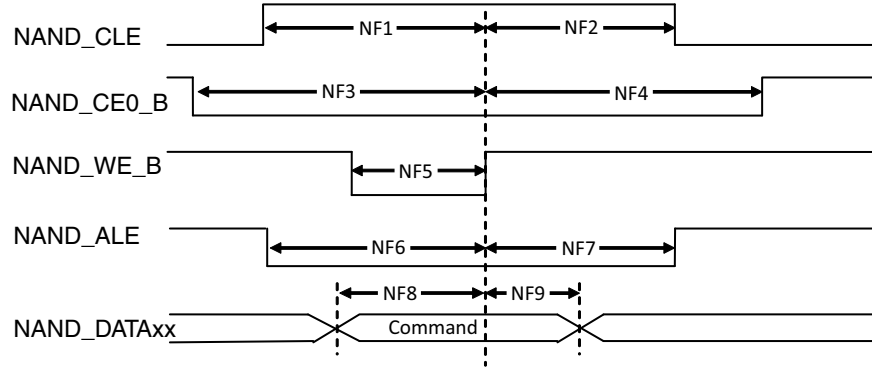 NAND_CLE
NF1
NF2
NAND_CE0_B
NF3
NF4
NAND_WE_B
NF5
NAND_ALE
NF6
NF7
NF8
NF9
NAND_DATAxx
Command